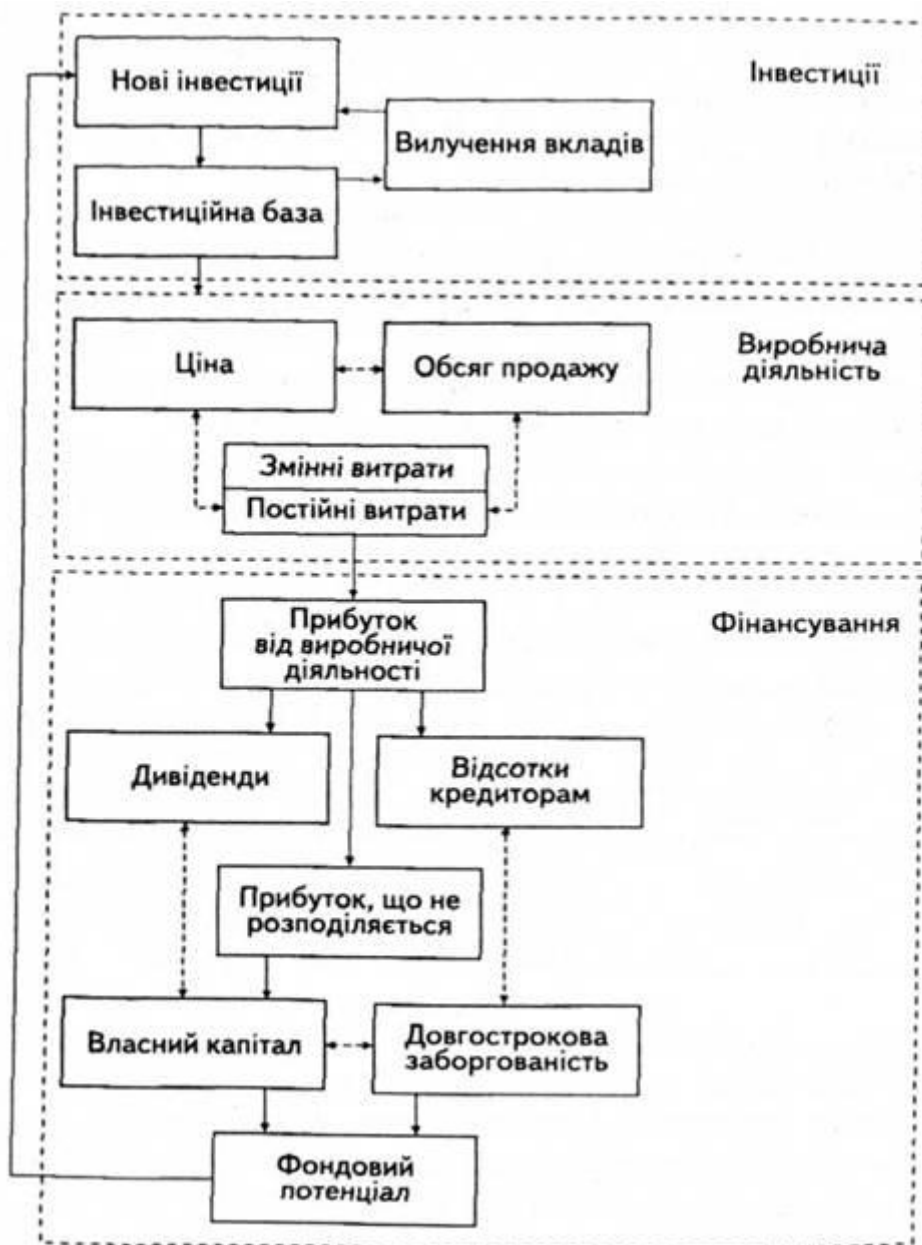 Нові інвестиції
Інвестиції
Вилучення вкладів
Інвестиційна база
Ціна
Обсяг продажу
Виробнича
діяльність
Змінні витрати
Постійні витрати
Прибуток
від виробничої
діяльності
Фінансування
Дивіденди
Відсотки
кредиторам
Прибуток, що не
розподіляється
Власний капітал
Довгострокова
заборгованість
Фондовий
потенціал